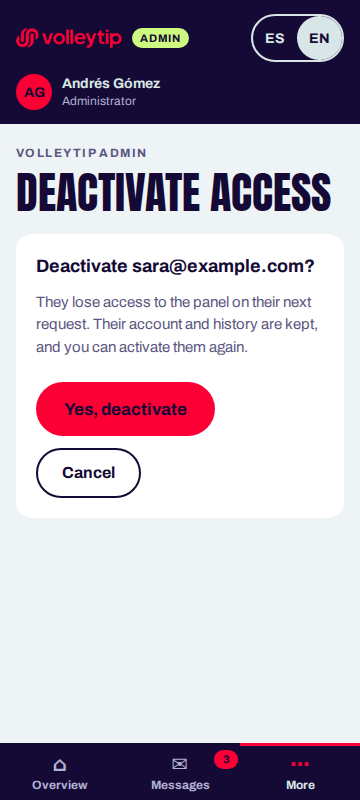 volleytip ADMIN ES EN
AG Andrés Gómez
Administrator
VOLLEYTIP ADMIN
DEACTIVATE ACCESS
Deactivate sara@example.com?
They lose access to the panel on their next
request. Their account and history are kept,
and you can activate them again.
Yes, deactivate
Cancel
3
Overview Messages More